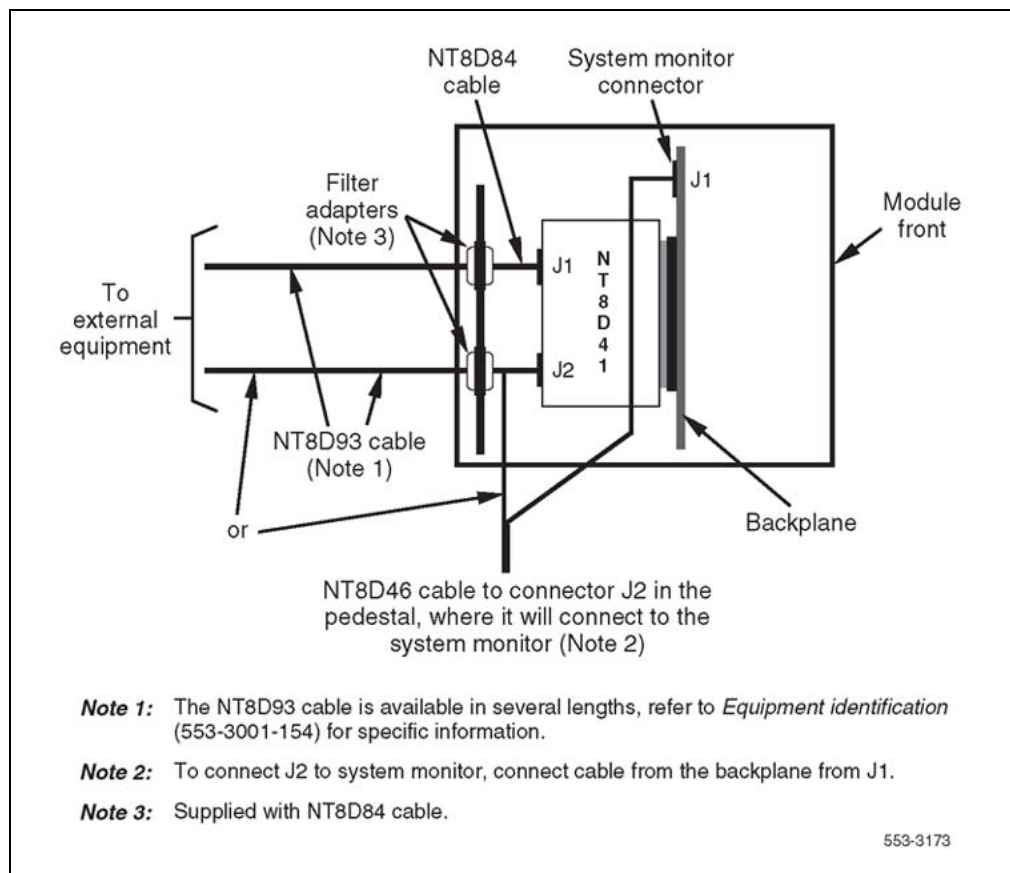 NT8D84
cable
System monitor
connector
J1
Filter
adapters
(Note 3)
Module
front
J1
N
T
8
D
4
1
To
external
equipment
J2
NT8D93 cable
(Note 1)
or
Backplane
NT8D46 cable to connector J2 in the
pedestal, where it will connect to the
system monitor (Note 2)
Note 1: The NT8D93 cable is available in several lengths, refer to Equipment identification
(553-3001-154) for specific information.
Note 2: To connect J2 to system monitor, connect cable from the backplane from J1.
Note 3: Supplied with NT8D84 cable.
553-3173